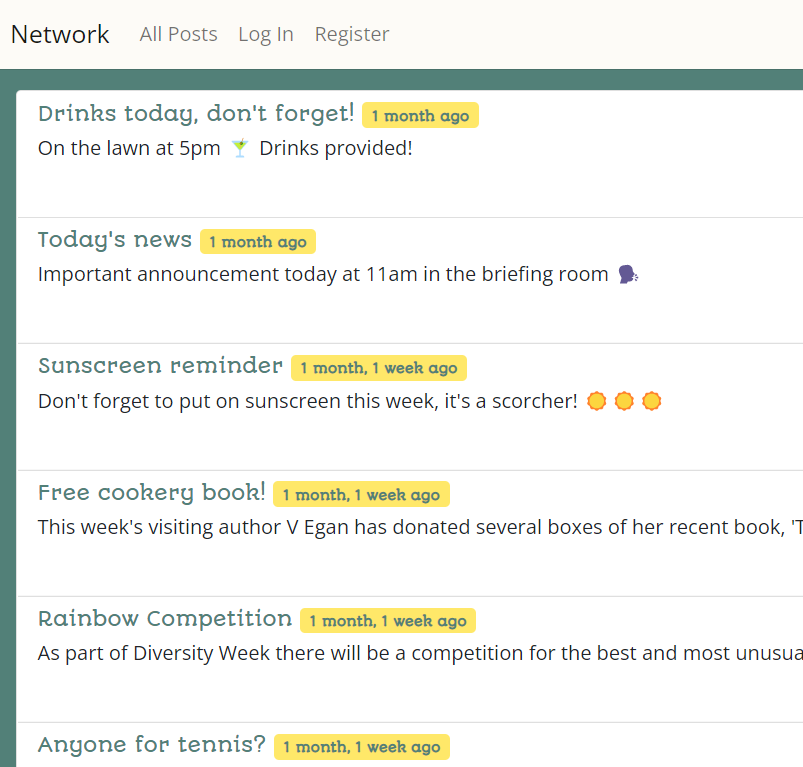 Network All Posts Log In Register
Drinks today, don't forget! 1 month ago
On the lawn at 5pm 🍸 Drinks provided!
Today's news 1 month ago
Important announcement today at 11am in the briefing room 🗣
Sunscreen reminder 1 month, 1 week ago
Don't forget to put on sunscreen this week, it's a scorcher! 🌞 🌞 🌞
Free cookery book! 1 month, 1 week ago
This week's visiting author V Egan has donated several boxes of her recent book, 'T
Rainbow Competition 1 month, 1 week ago
As part of Diversity Week there will be a competition for the best and most unusua
Anyone for tennis? 1 month, 1 week ago